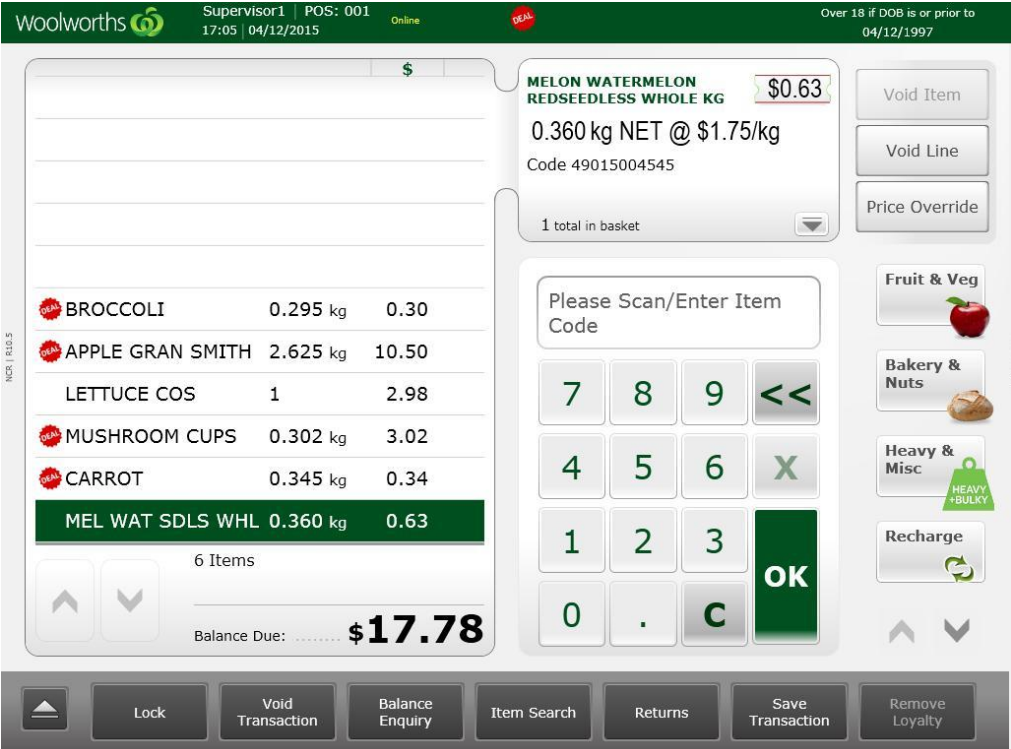 Woolworths
Supervisor1 | POS: 001
17:05 | 04/12/2015
Online
DEAL
Over 18 if DOB is or prior to
04/12/1997
$
DEAL BROCCOLI 0.295 kg 0.30
DEAL APPLE GRAN SMITH 2.625 kg 10.50
LETTUCE COS 1 2.98
DEAL MUSHROOM CUPS 0.302 kg 3.02
DEAL CARROT 0.345 kg 0.34
MEL WAT SDLS WHL 0.360 kg 0.63
6 Items
Balance Due: ........ $17.78
NCR | R10.5
MELON WATERMELON
REDSEEDLESS WHOLE KG
$0.63
0.360 kg NET @ $1.75/kg
Code 49015004545
1 total in basket
Please Scan/Enter Item
Code
7 8 9 <<
4 5 6 X
1 2 3
OK
0 . C
Void Item
Void Line
Price Override
Fruit & Veg
Bakery &
Nuts
Heavy &
Misc
HEAVY
+BULKY
Recharge
Lock
Void
Transaction
Balance
Enquiry
Item Search
Returns
Save
Transaction
Remove
Loyalty